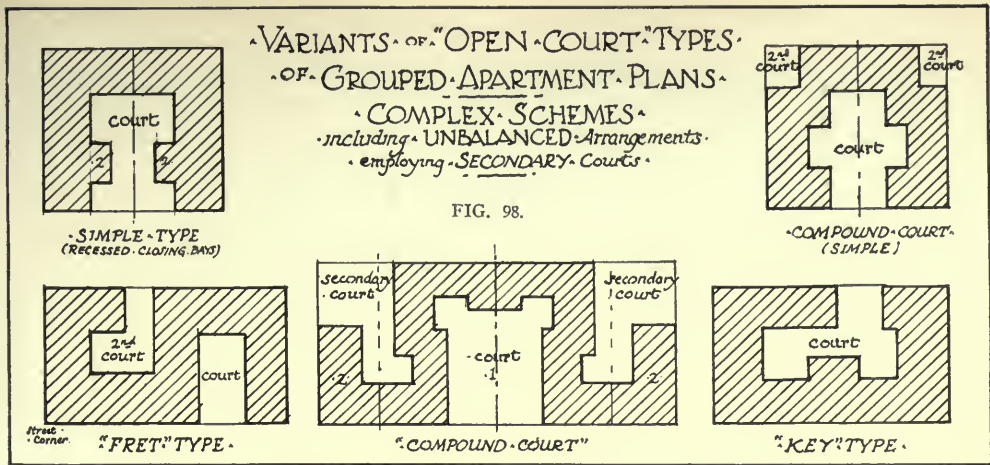 ·VARIANTS·OF·"OPEN·COURT"TYPES·
·OF·GROUPED·APARTMENT·PLANS·
COMPLEX·SCHEMES·
·including·UNBALANCED·Arrangements·
·employing·SECONDARY·Courts·
FIG. 98.
court
·2·
2·
·SIMPLE·TYPE·
(RECESSED·CLOSING·BAYS)
2nd court
2nd court
court
·COMPOUND·COURT·
(SIMPLE)
2nd
court
court
Street·
·Corner.
·"FRET"TYPE·
secondary
·court
secondary
court
·court
·1·
·2·
·2·
·"COMPOUND·COURT"
court
·"KEY"TYPE·